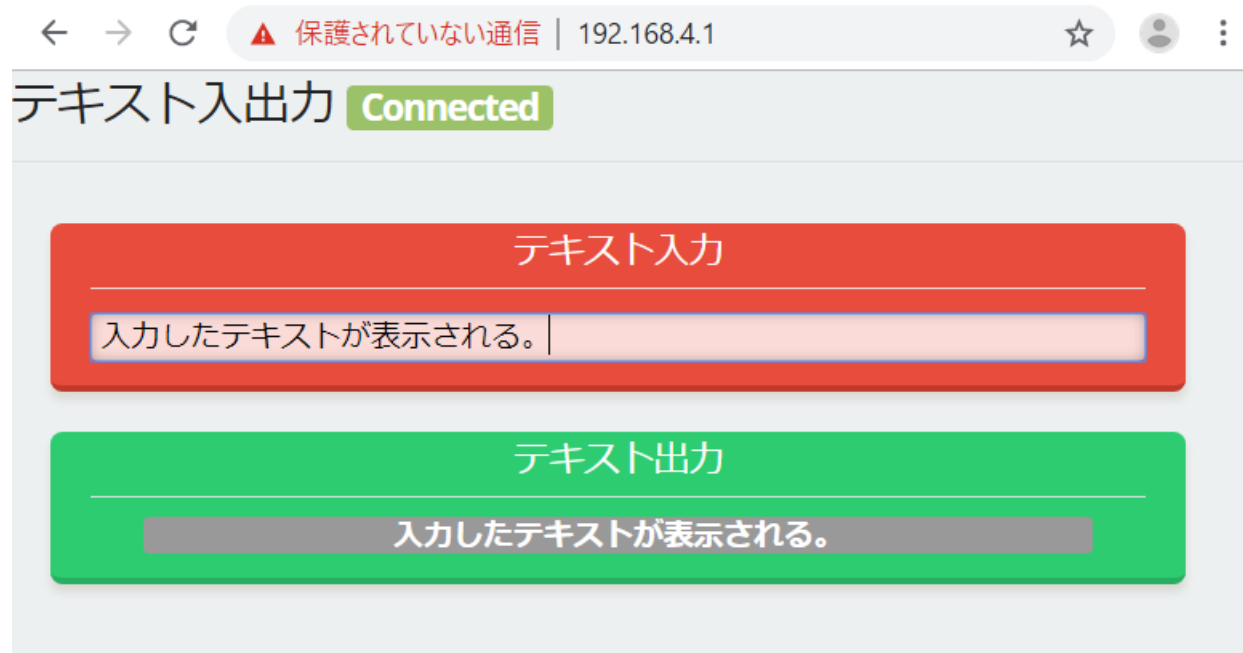 保護されていない通信 | 192.168.4.1
テキスト入出力 Connected
テキスト入力
入力したテキストが表示される。
テキスト出力
入力したテキストが表示される。